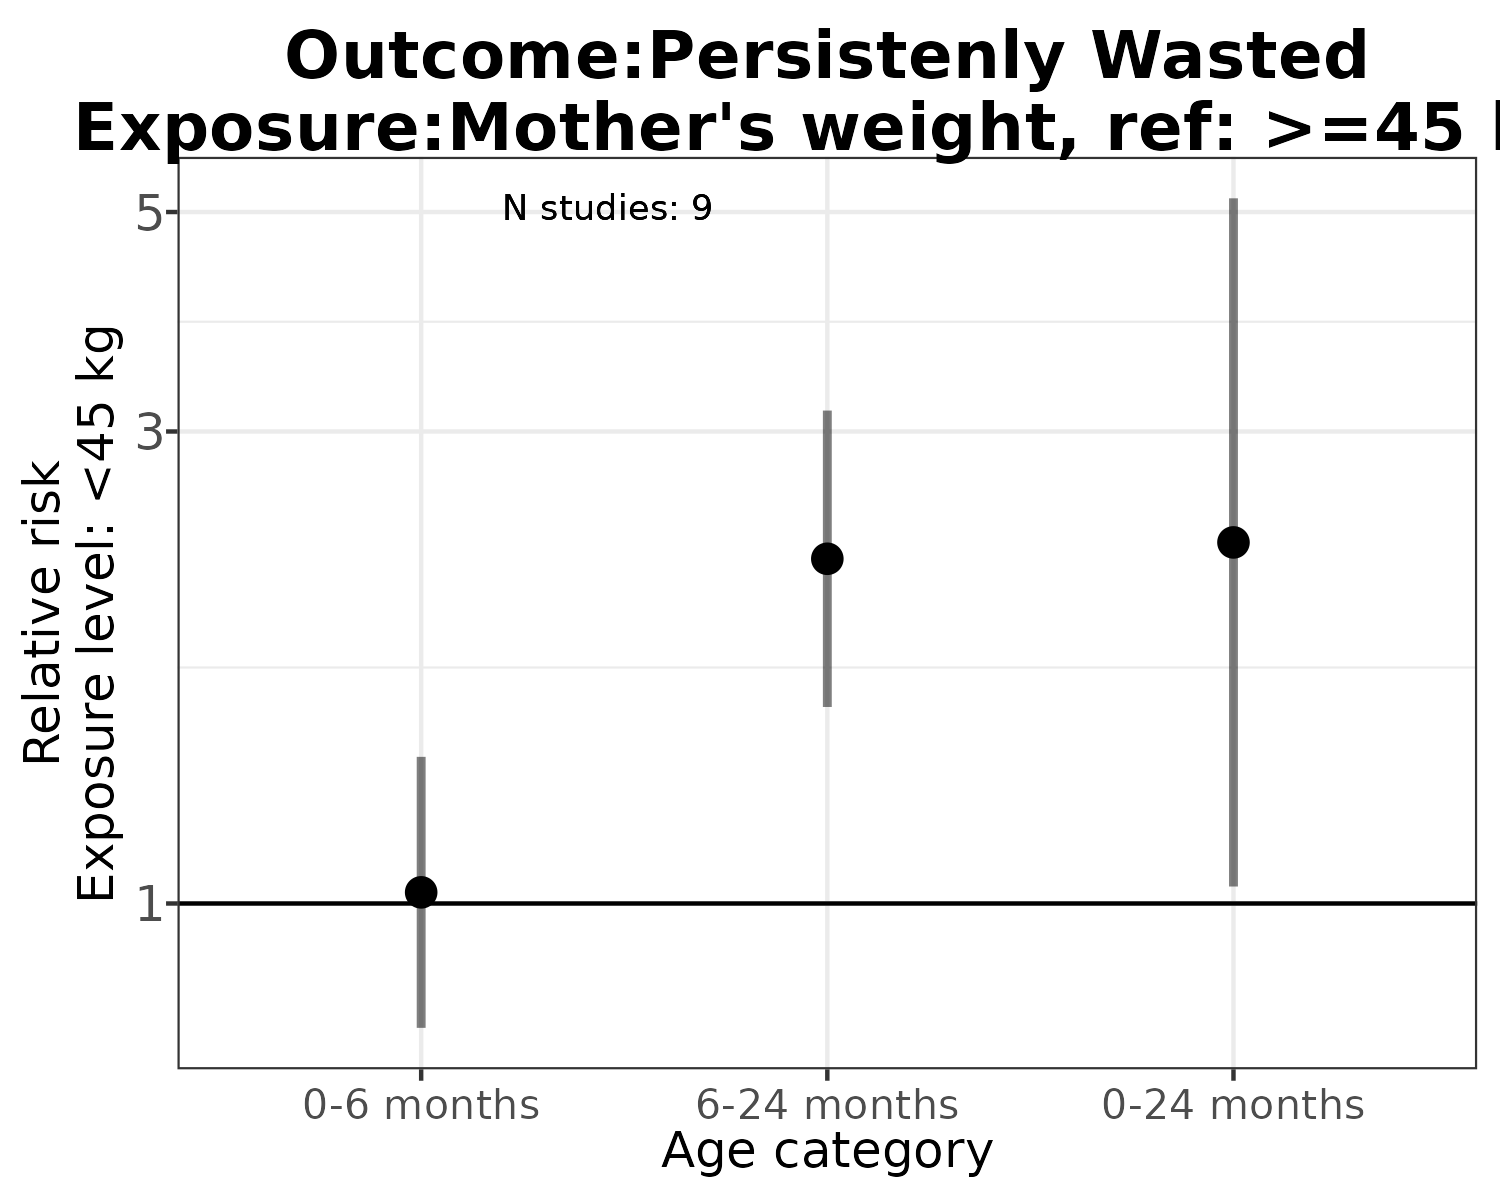 Outcome:Persistenly Wasted
Exposure:Mother's weight, ref: >=45
N studies: 9
5
3
1
Relative risk
Exposure level: <45 kg
0-6 months
6-24 months
0-24 months
Age category